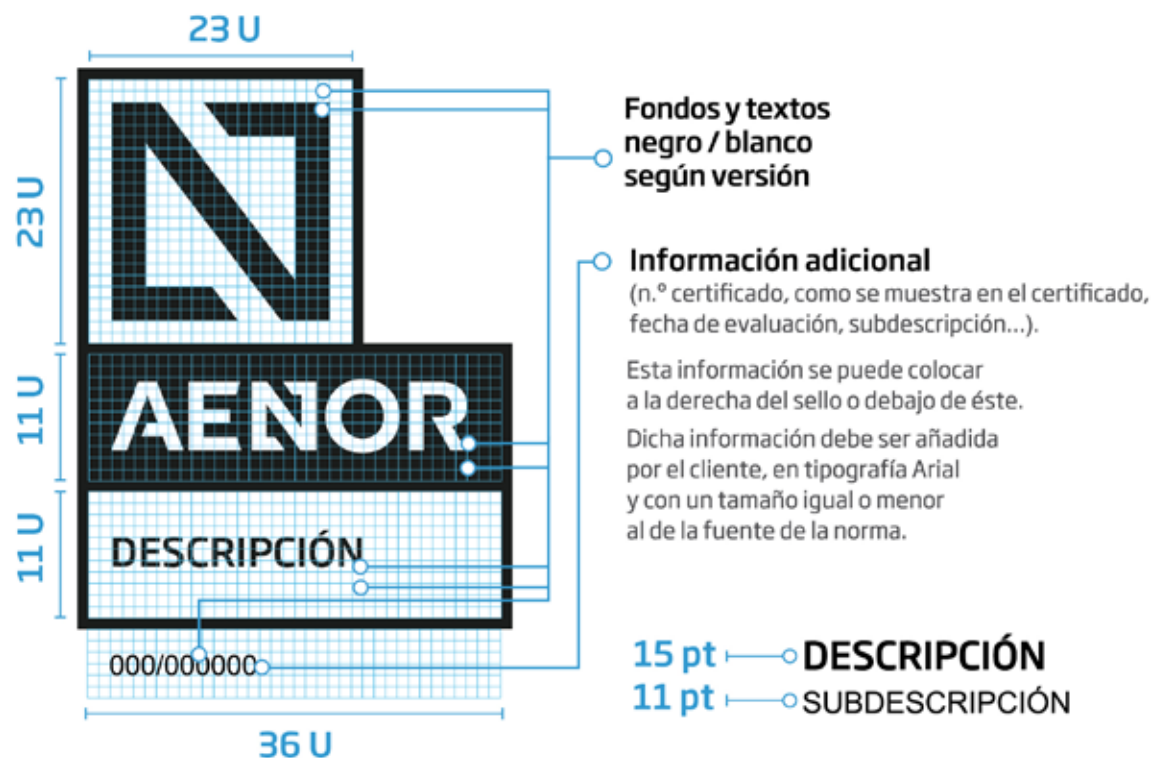 23 U
23 U
11 U
AENOR
11 U
DESCRIPCIÓN
000/000000
36 U
Fondos y textos
negro / blanco
según versión
Información adicional
(n.º certificado, como se muestra en el certificado,
fecha de evaluación, subdescripción...).
Esta información se puede colocar
a la derecha del sello o debajo de éste.
Dicha información debe ser añadida
por el cliente, en tipografía Arial
y con un tamaño igual o menor
al de la fuente de la norma.
15 pt DESCRIPCIÓN
11 pt SUBDESCRIPCIÓN